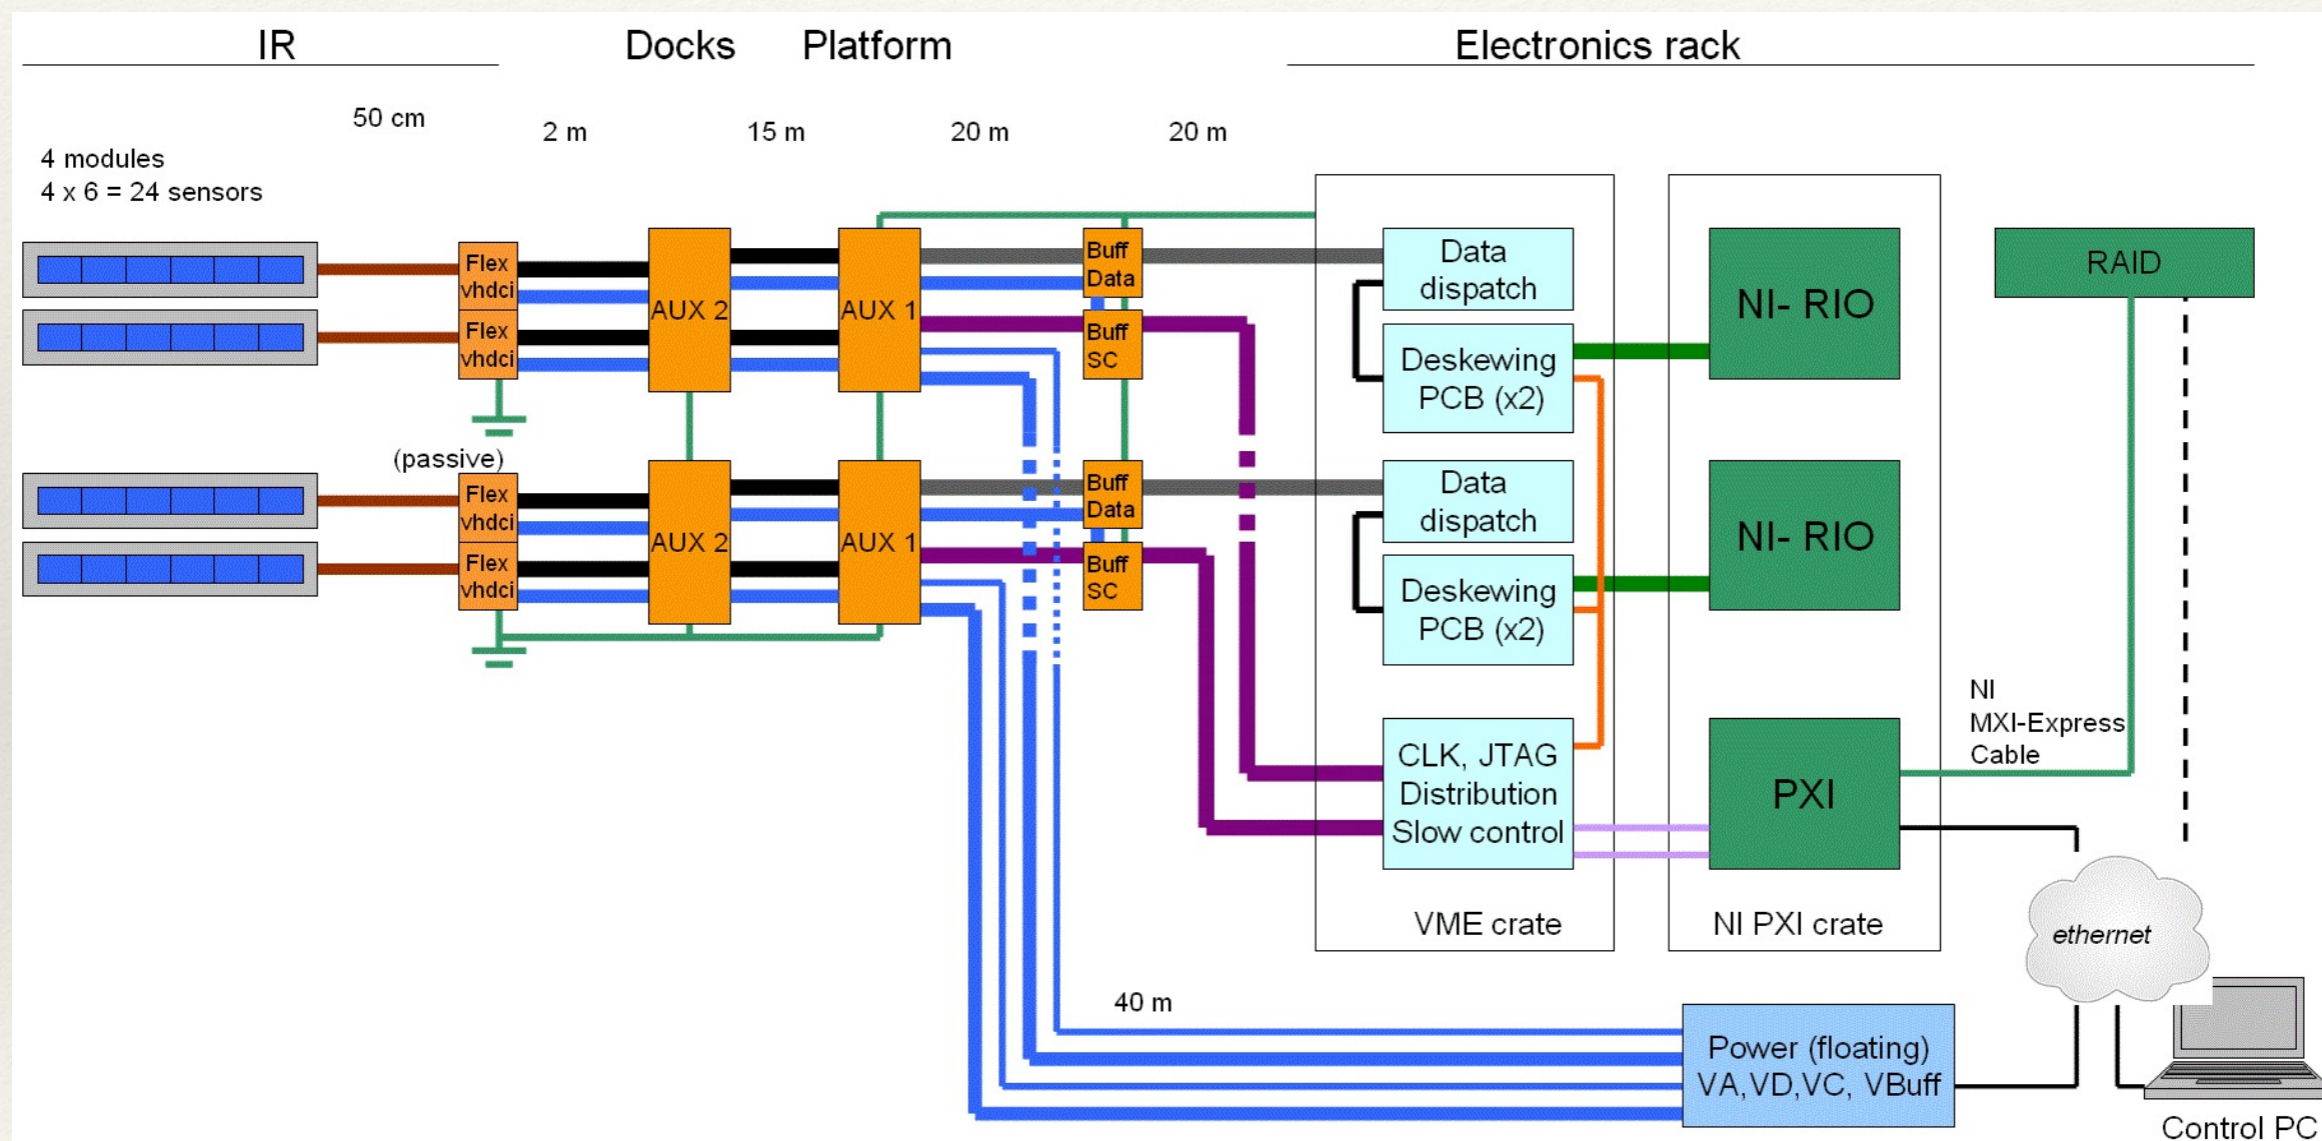 IR
Docks
Platform
Electronics rack
50 cm
2 m
15 m
20 m
20 m
4 modules
4 x 6 = 24 sensors
Flex
vhdci
Flex
vhdci
AUX 2
AUX 1
Buff
Data
Buff
SC
Data
dispatch
Deskewing
PCB (x2)
NI- RIO
RAID
(passive)
Flex
vhdci
Flex
vhdci
AUX 2
AUX 1
Buff
Data
Buff
SC
Data
dispatch
Deskewing
PCB (x2)
NI- RIO
CLK, JTAG
Distribution
Slow control
PXI
NI
MXI-Express
Cable
VME crate
NI PXI crate
ethernet
40 m
Power (floating)
VA,VD,VC, VBuff
Control PC